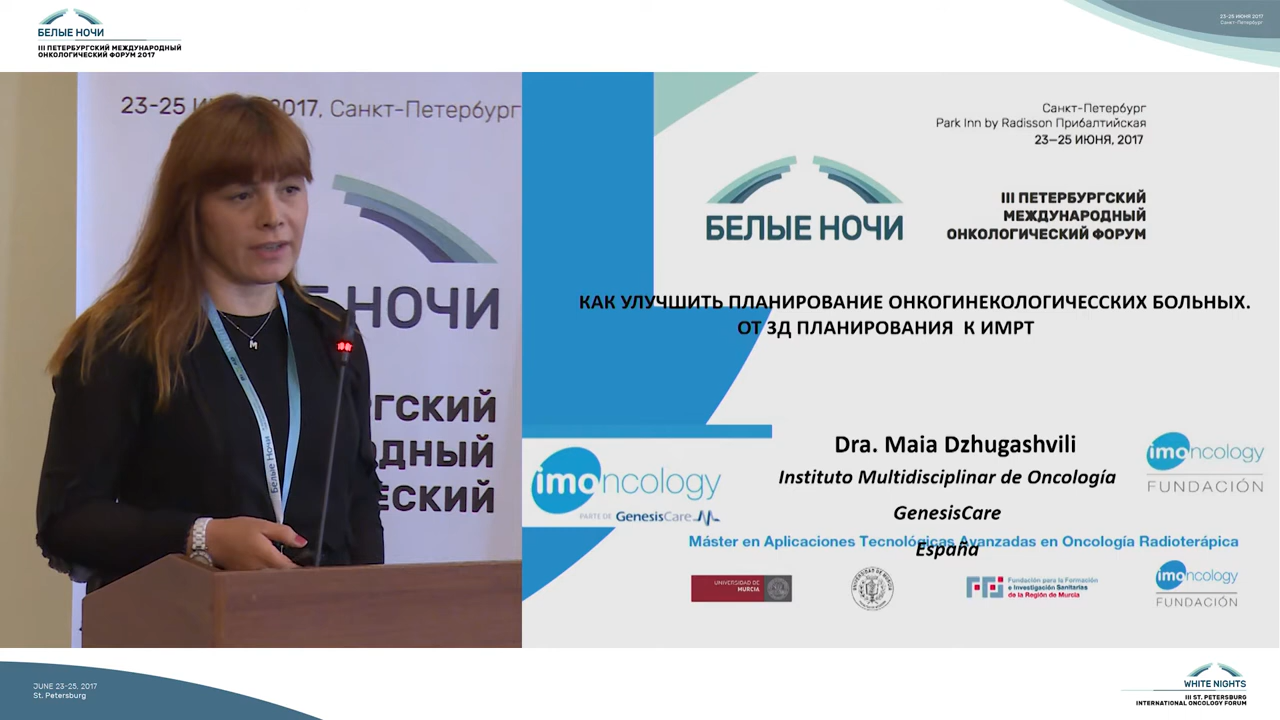 БЕЛЫЕ НОЧИ
III ПЕТЕРБУРГСКИЙ МЕЖДУНАРОДНЫЙ
ОНКОЛОГИЧЕСКИЙ ФОРУМ 2017
23-25 ИЮНЯ 2017
Санкт-Петербург
23-25 2017, Санкт-Петербург
НОЧИ
РГСКИЙ
ОДНЫЙ
ЕСКИЙ
Белые Ночи
M
Санкт-Петербург
Park Inn by Radisson Прибалтийская
23—25 ИЮНЯ, 2017
БЕЛЫЕ НОЧИ
III ПЕТЕРБУРГСКИЙ
МЕЖДУНАРОДНЫЙ
ОНКОЛОГИЧЕСКИЙ ФОРУМ
КАК УЛУЧШИТЬ ПЛАНИРОВАНИЕ ОНКОГИНЕКОЛОГИЧЕССКИХ БОЛЬНЫХ.
ОТ 3Д ПЛАНИРОВАНИЯ К ИМРТ
Dra. Maia Dzhugashvili
Instituto Multidisciplinar de Oncología
GenesisCare
España
imoncology
PARTE DE GenesisCare
imoncology
FUNDACIÓN
Máster en Aplicaciones Tecnológicas Avanzadas en Oncología Radioterápica
UNIVERSIDAD DE
MURCIA
Fundación para la Formación
e Investigación Sanitarias
de la Región de Murcia
imoncology
FUNDACIÓN
JUNE 23-25, 2017
St. Petersburg
WHITE NIGHTS
III ST. PETERSBURG
INTERNATIONAL ONCOLOGY FORUM